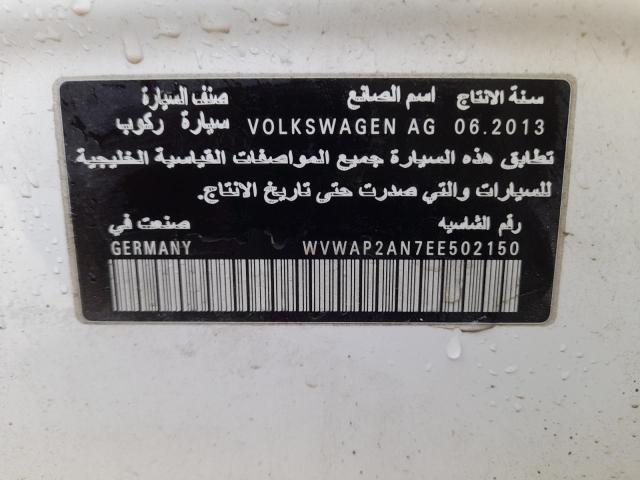 سنة الانتاج اسم الصانع صنف السيارة
06.2013 VOLKSWAGEN AG سيارة ركوب
تطابق هذه السيارة جميع المواصفات القياسية الخليجية
للسيارات والتي صدرت حتى تاريخ الانتاج.
رقم الشاسيه صنعت في
WVWAP2AN7EE502150 GERMANY